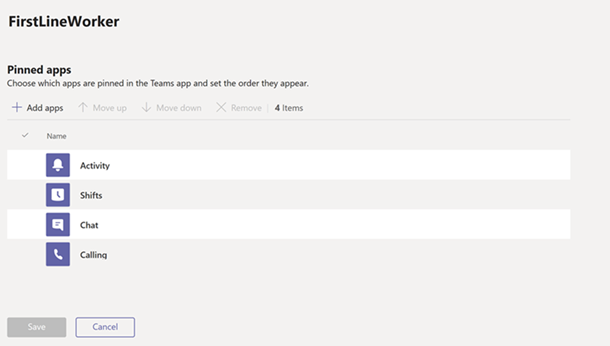 FirstLineWorker
Pinned apps
Choose which apps are pinned in the Teams app and set the order they appear.
Add apps Move up Move down Remove 4 Items
Name
Activity
Shifts
Chat
Calling
Save Cancel